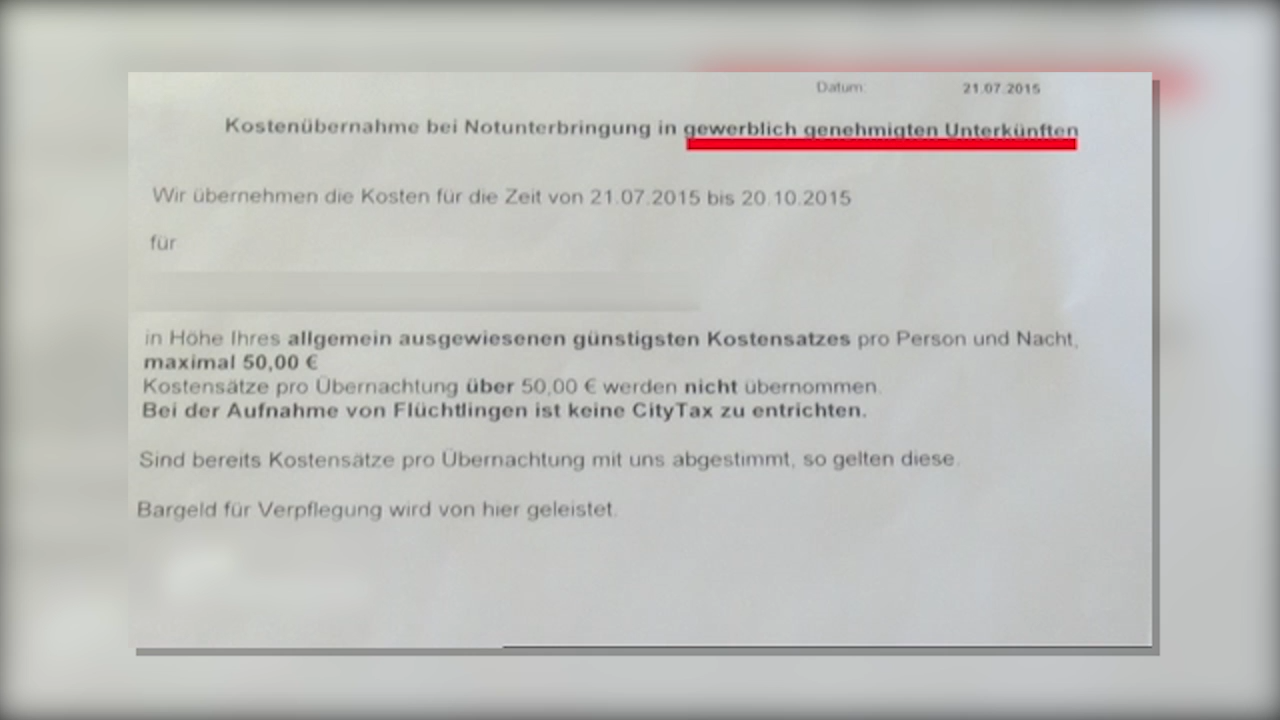 Datum: 21.07.2015
Kostenübernahme bei Notunterbringung in gewerblich genehmigten Unterkünften
Wir übernehmen die Kosten für die Zeit von 21.07.2015 bis 20.10.2015
für
in Höhe Ihres allgemein ausgewiesenen günstigsten Kostensatzes pro Person und Nacht,
maximal 50,00 €
Kostensätze pro Übernachtung über 50,00 € werden nicht übernommen.
Bei der Aufnahme von Flüchtlingen ist keine CityTax zu entrichten.
Sind bereits Kostensätze pro Übernachtung mit uns abgestimmt, so gelten diese.
Bargeld für Verpflegung wird von hier geleistet.